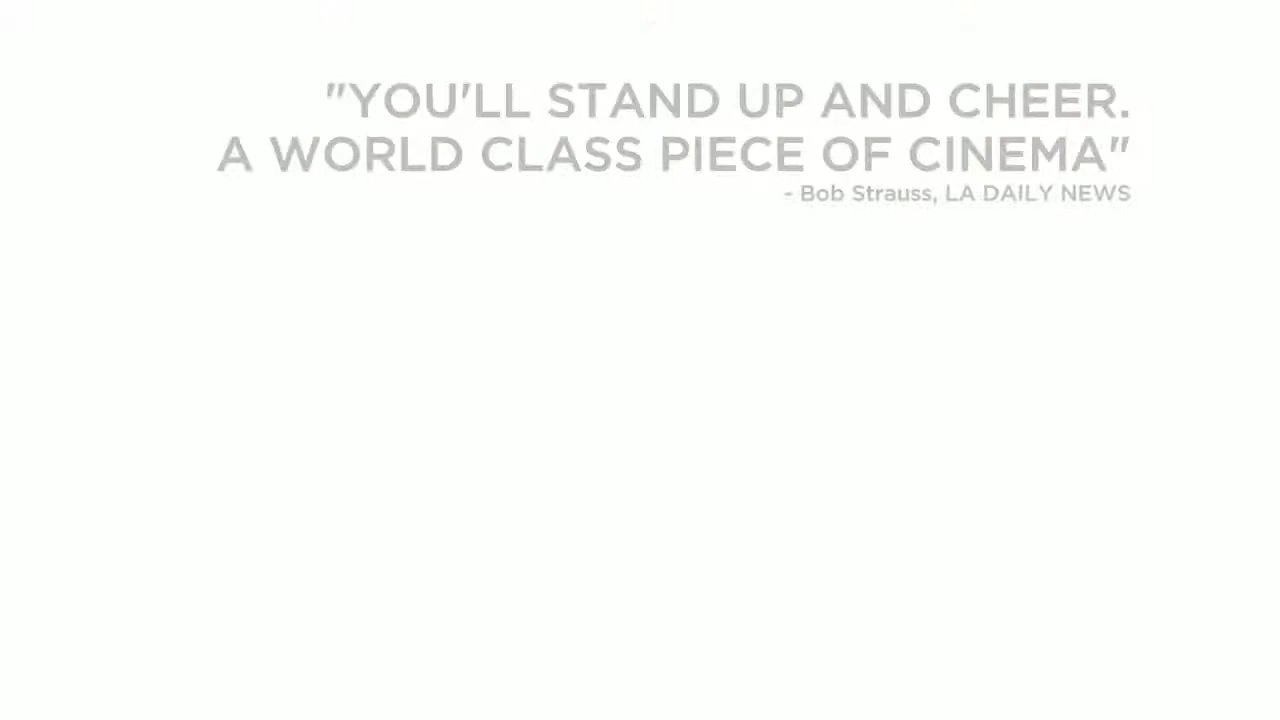 "YOU'LL STAND UP AND CHEER.
A WORLD CLASS PIECE OF CINEMA"
- Bob Strauss, LA DAILY NEWS